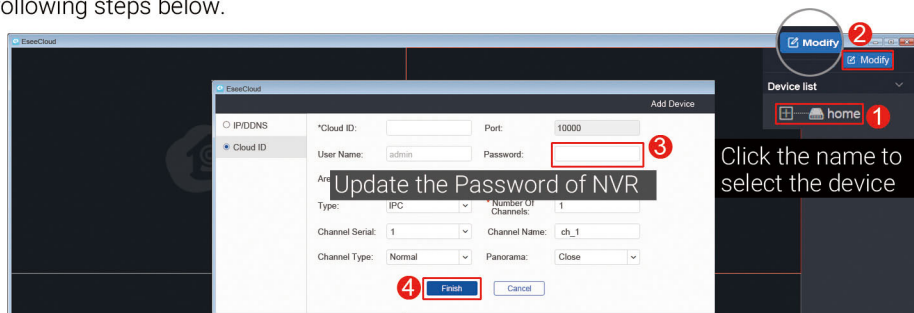 ollowing steps below.
EseeCloud
Modify
2
Modify
Device list
home
1
Click the name to
select the device
EseeCloud
Add Device
IP/DDNS
Cloud ID
*Cloud ID:
Port: 10000
User Name: admin
Password:
3
Update the Password of NVR
Type: IPC
*Number Of
Channels: 1
Channel Serial: 1
Channel Name: ch_1
Channel Type: Normal
Panorama: Close
4
Finish
Cancel